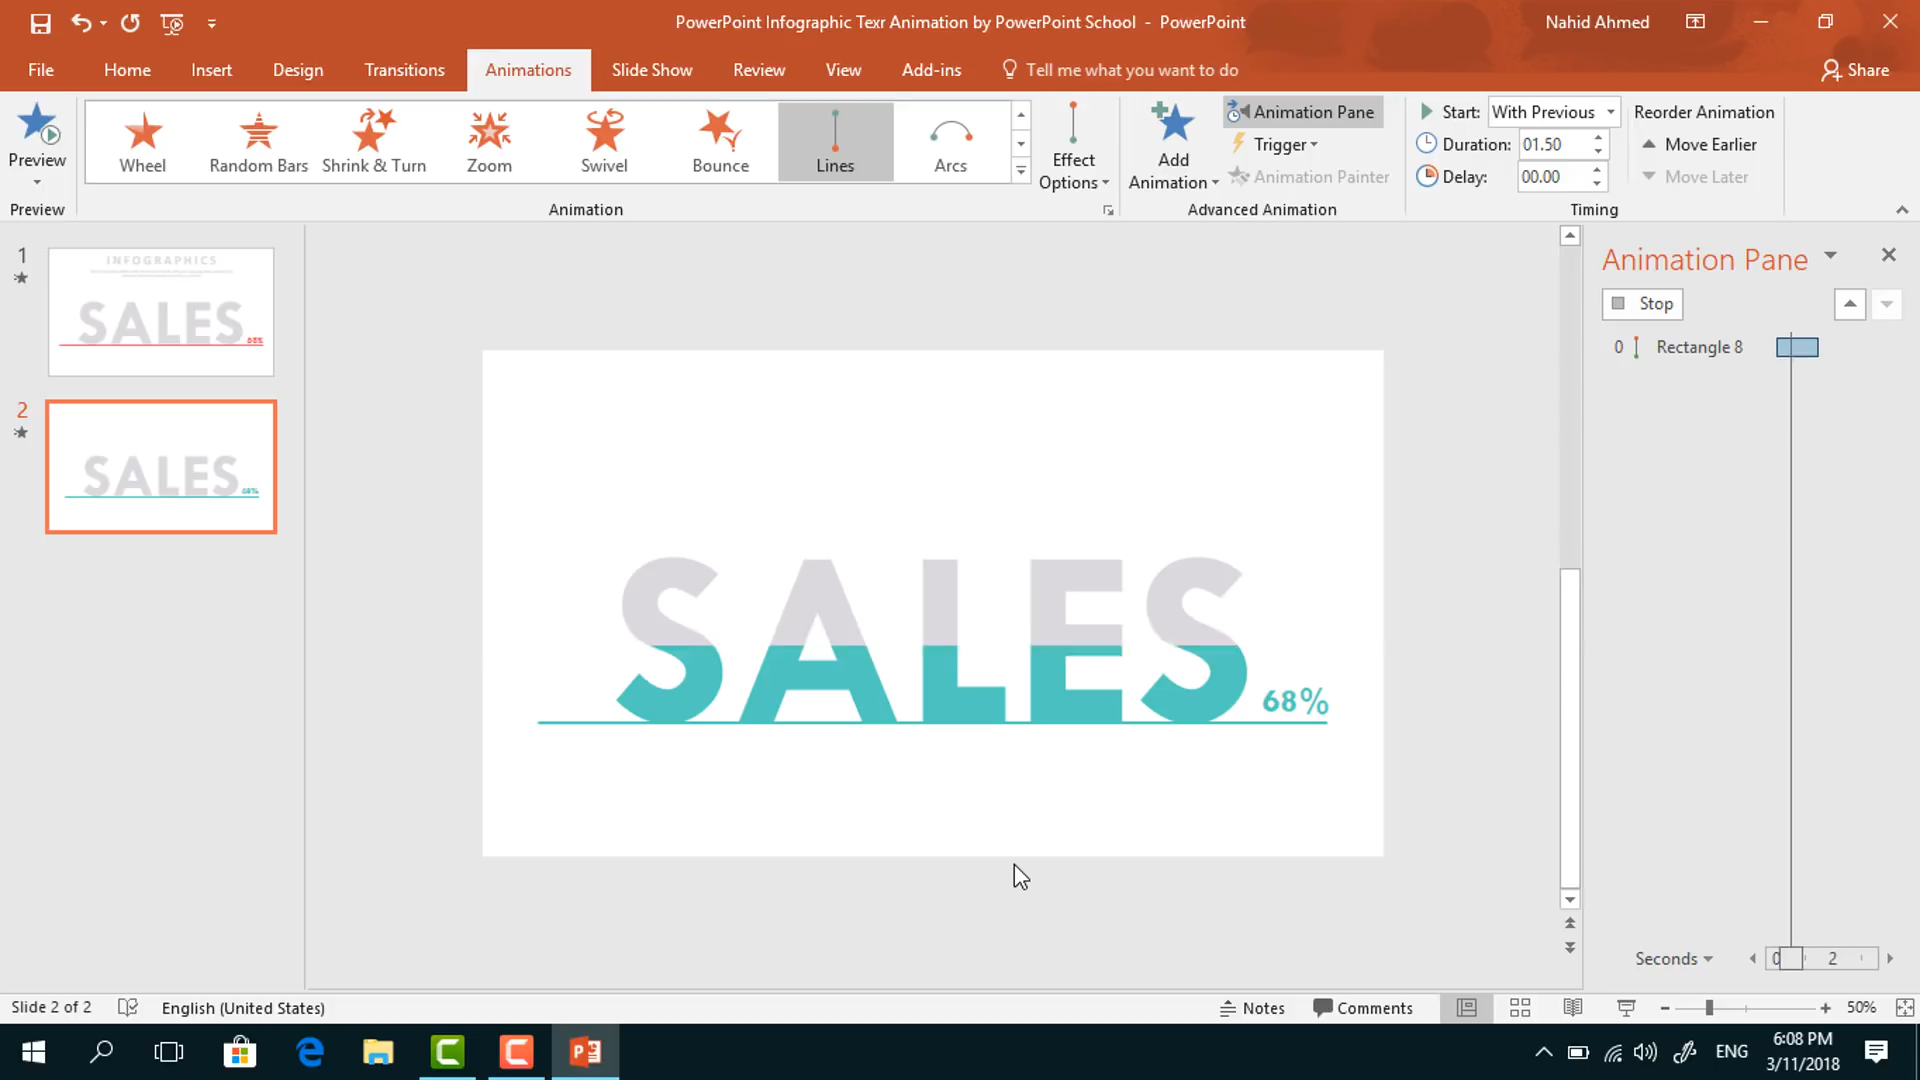 PowerPoint Infographic Texr Animation by PowerPoint School - PowerPoint
Nahid Ahmed
File Home Insert Design Transitions Animations Slide Show Review View Add-ins Tell me what you want to do Share
Preview
Wheel Random Bars Shrink & Turn Zoom Swivel Bounce Lines Arcs
Effect Options
Add Animation
Animation Pane
Trigger
Animation Painter
Start: With Previous
Duration: 01.50
Delay: 00.00
Reorder Animation
Move Earlier
Move Later
Preview Animation Advanced Animation Timing
1
INFOGRAPHICS
SALES 68%
2
SALES 68%
SALES
68%
Animation Pane
Stop
0 Rectangle 8
Seconds 0 2
Slide 2 of 2 English (United States) Notes Comments 50%
ENG
6:08 PM
3/11/2018